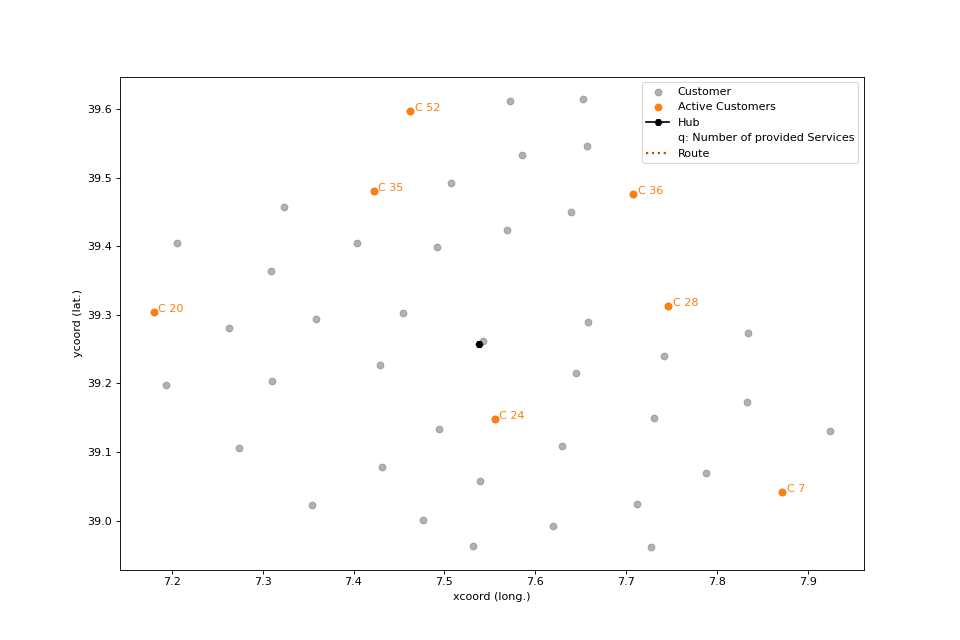 Customer
Active Customers
Hub
q: Number of provided Services
Route
C 52
C 35
C 36
C 20
C 28
C 24
C 7
39.6
39.5
39.4
39.3
39.2
39.1
39.0
ycoord (lat.)
7.2 7.3 7.4 7.5 7.6 7.7 7.8 7.9
xcoord (long.)